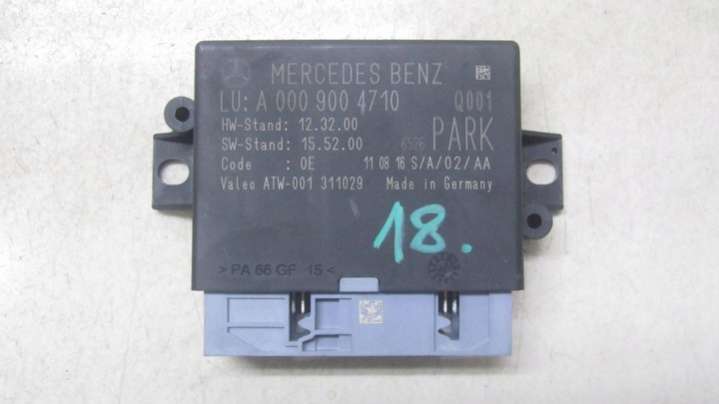 MERCEDES BENZ
LU: A 000 900 4710 Q001
HW-Stand: 12.32.00
SW-Stand: 15.52.00 6526 PARK
Code : 0E 11 08 16 S/A/02/AA
Valeo ATW-001 311029 Made in Germany
18.
> PA 66 GF 15 <